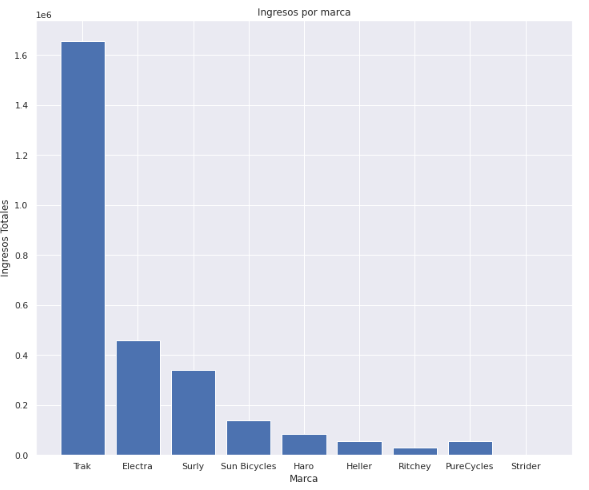 Ingresos por marca
1e6
1.6
1.4
1.2
1.0
0.8
0.6
0.4
0.2
0.0
Ingresos Totales
Trak Electra Surly Sun Bicycles Haro Heller Ritchey PureCycles Strider
Marca